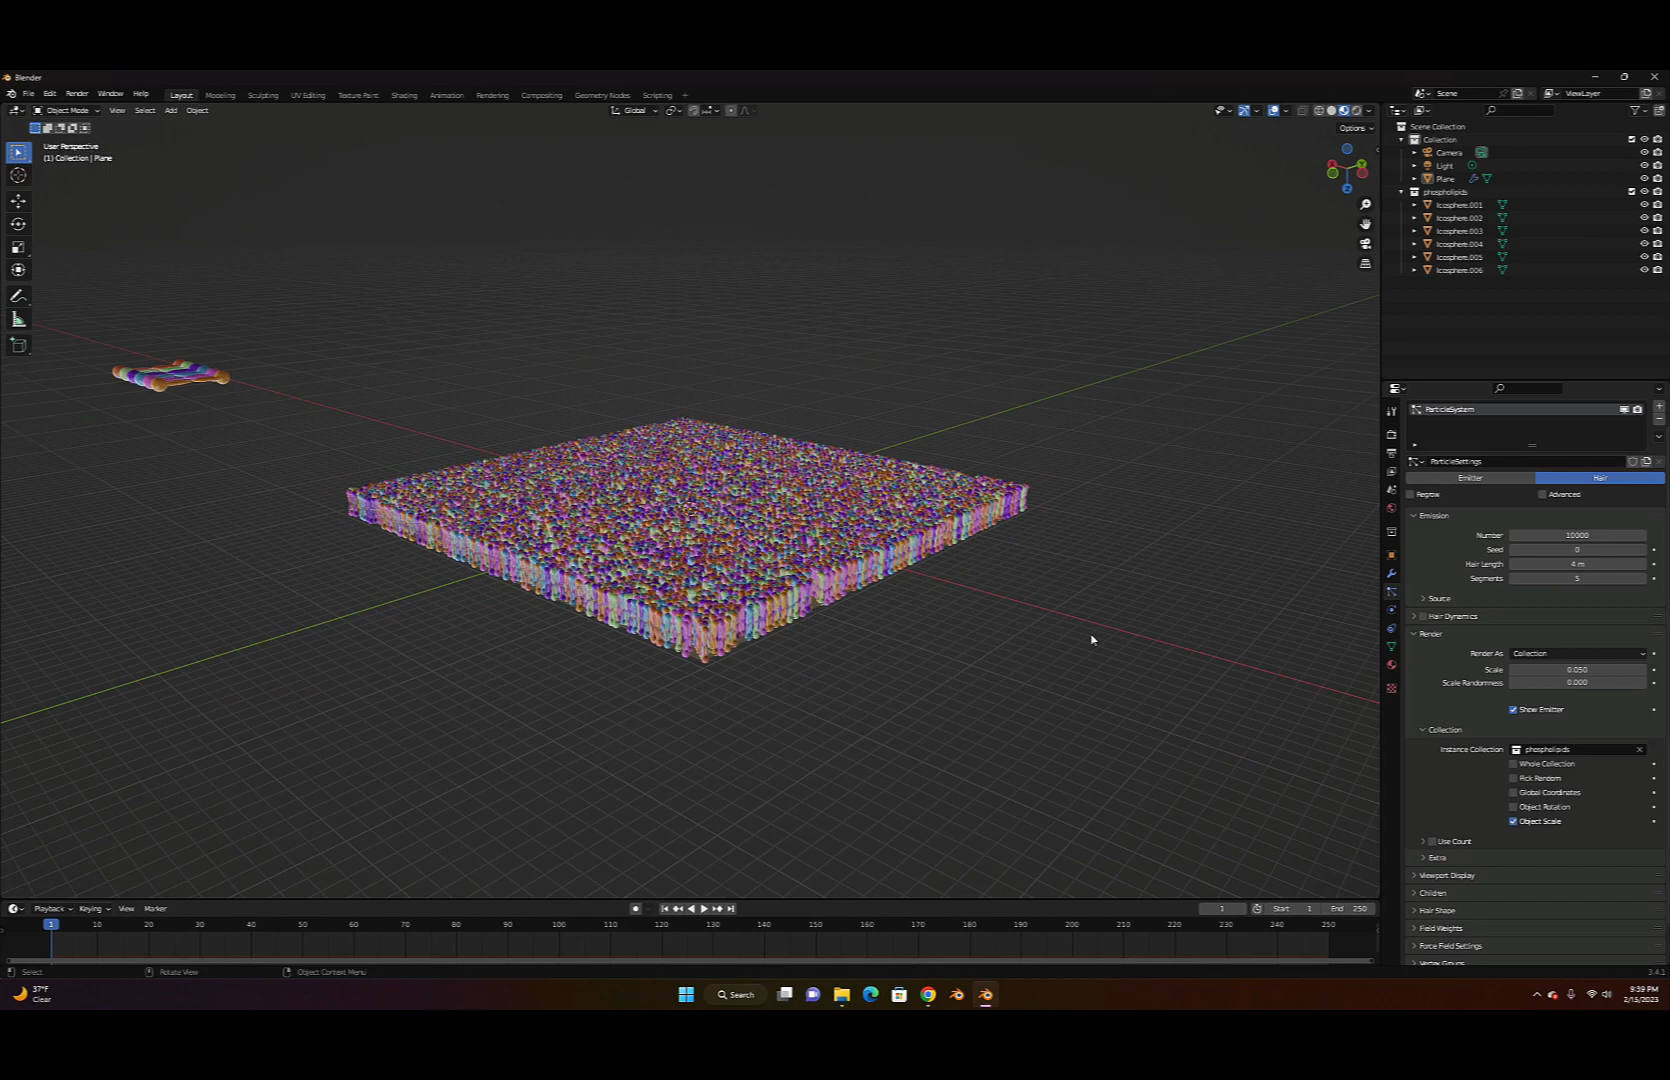 Blender
File Edit Render Window Help Layout Modeling Sculpting UV Editing Texture Paint Shading Animation Rendering Compositing Geometry Nodes Scripting + Scene ViewLayer
Object Mode View Select Add Object Global
Options
User Perspective
(1) Collection | Plane
X Y Z
Scene Collection
Collection
Camera
Light
Plane
phospholipids
Icosphere.001
Icosphere.002
Icosphere.003
Icosphere.004
Icosphere.005
Icosphere.006
ParticleSystem
ParticleSettings
Emitter Hair
Regrow Advanced
Emission
Number 10000
Seed 0
Hair Length 4 m
Segments 5
Source
Hair Dynamics
Render
Render As Collection
Scale 0.050
Scale Randomness 0.000
Show Emitter
Collection
Instance Collection phospholipids
Whole Collection
Pick Random
Global Coordinates
Object Rotation
Object Scale
Use Count
Extra
Viewport Display
Children
Hair Shape
Field Weights
Force Field Settings
Vertex Groups
Playback Keying View Marker 1 Start 1 End 250
1 10 20 30 40 50 60 70 80 90 100 110 120 130 140 150 160 170 180 190 200 210 220 230 240 250
Select Rotate View Object Context Menu 3.4.1
37°F
Clear
Search
9:39 PM
2/15/2023